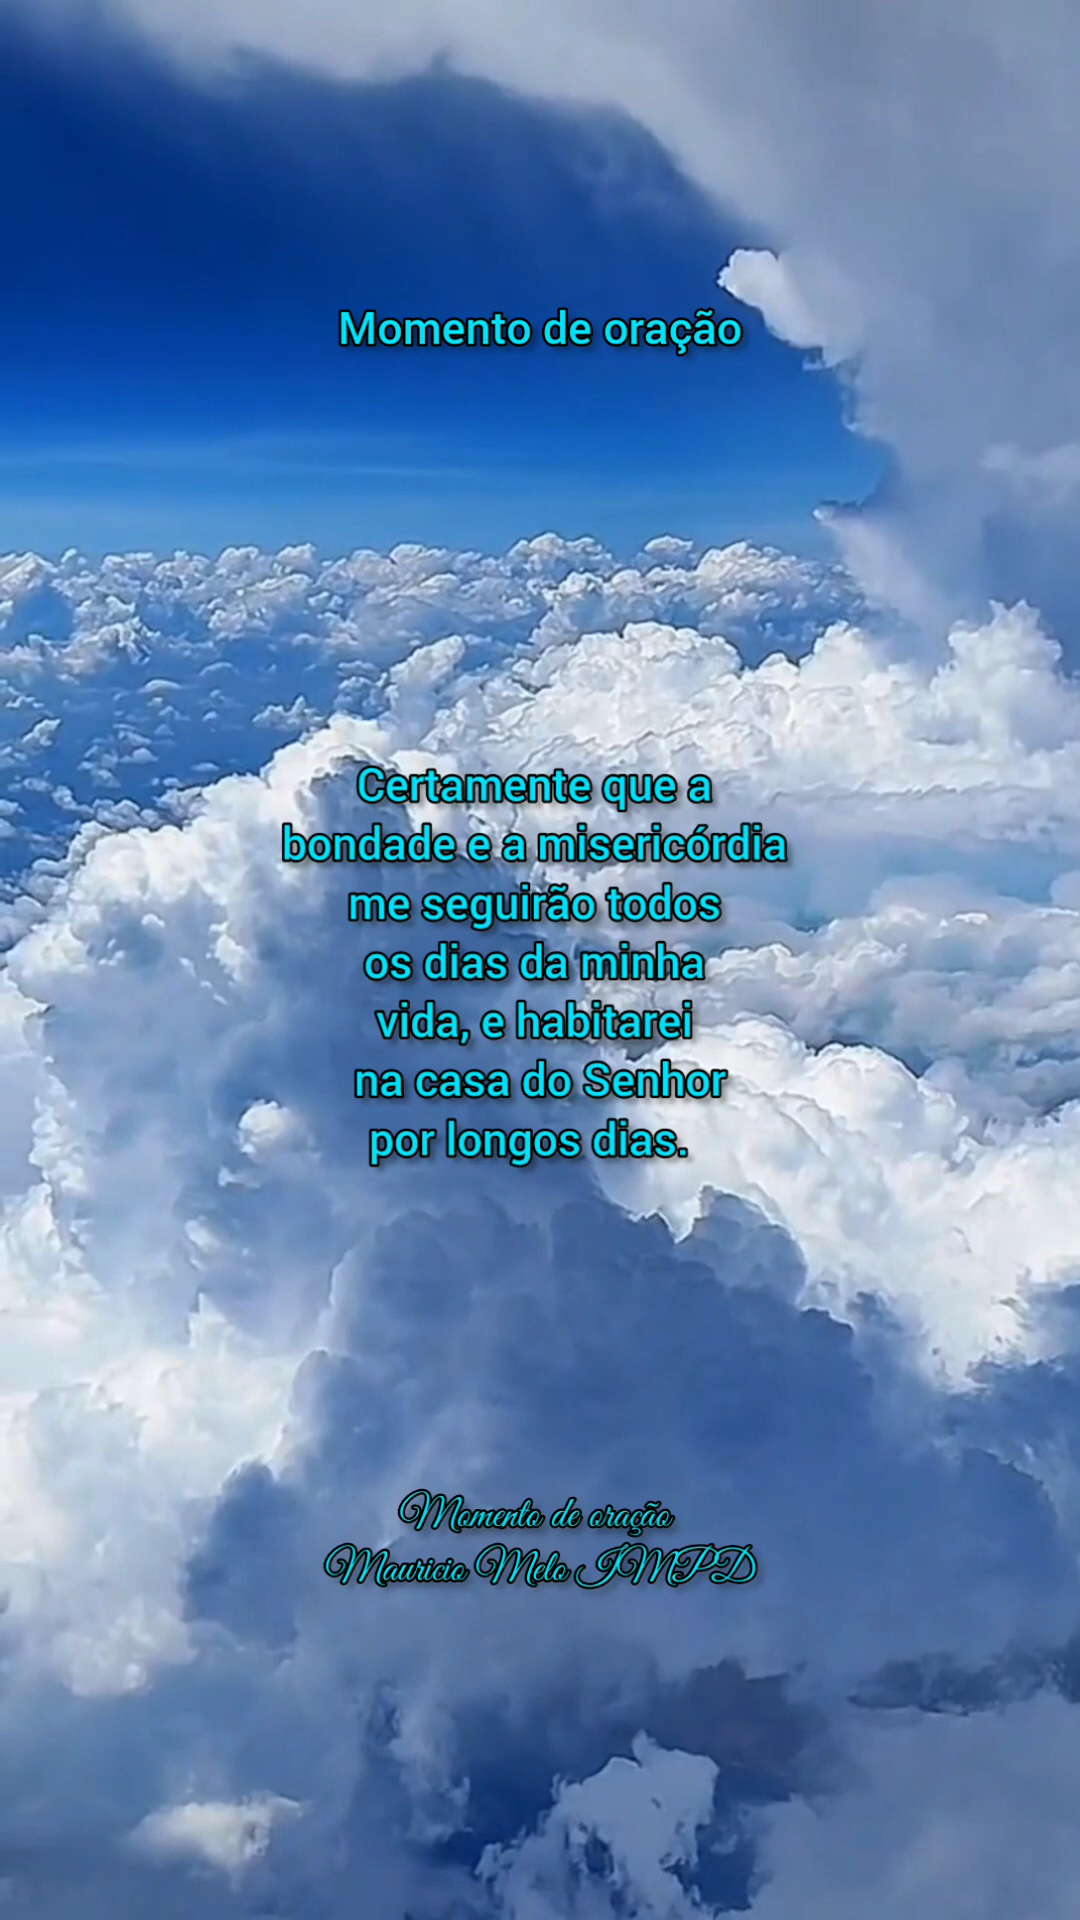 Momento de oração
Certamente que a
bondade e a misericórdia
me seguirão todos
os dias da minha
vida, e habitarei
na casa do Senhor
por longos dias.
Momento de oração
Mauricio Melo IMPD